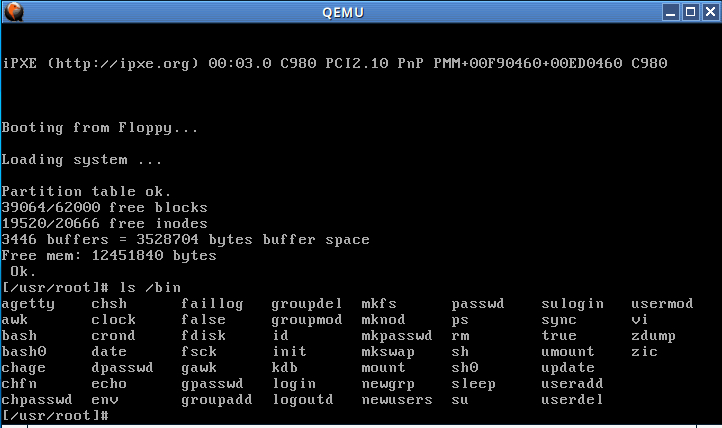 QEMU
iPXE (http://ipxe.org) 00:03.0 C980 PCI2.10 PnP PMM+00F90460+00ED0460 C980
Booting from Floppy...
Loading system ...
Partition table ok.
39064/62000 free blocks
19520/20666 free inodes
3446 buffers = 3528704 bytes buffer space
Free mem: 12451840 bytes
 Ok.
[/usr/root]# ls /bin
agetty    chsh      faillog   groupdel  mkfs      passwd    sulogin   usermod
awk       clock     false     groupmod  mknod     ps        sync      vi
bash      crond     fdisk     id        mkpasswd  rm        true      zdump
bash0     date      fsck      init      mkswap    sh        umount    zic
chage     dpasswd   gawk      kdb       mount     sh0       update
chfn      echo      gpasswd   login     newgrp    sleep     useradd
chpasswd  env       groupadd  logoutd   newusers  su        userdel
[/usr/root]#